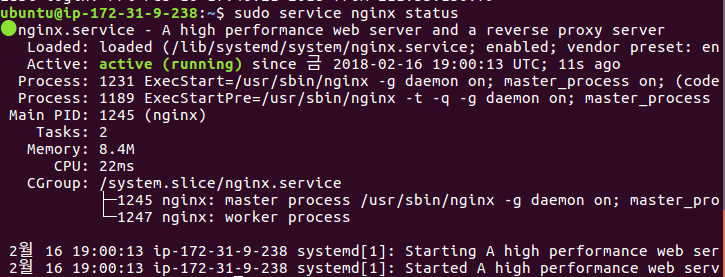 ubuntu@ip-172-31-9-238:~$ sudo service nginx status
●nginx.service - A high performance web server and a reverse proxy server
Loaded: loaded (/lib/systemd/system/nginx.service; enabled; vendor preset: en
Active: active (running) since 금 2018-02-16 19:00:13 UTC; 11s ago
Process: 1231 ExecStart=/usr/sbin/nginx -g daemon on; master_process on; (code
Process: 1189 ExecStartPre=/usr/sbin/nginx -t -q -g daemon on; master_process
Main PID: 1245 (nginx)
Tasks: 2
Memory: 8.4M
CPU: 22ms
CGroup: /system.slice/nginx.service
├─1245 nginx: master process /usr/sbin/nginx -g daemon on; master_pro
└─1247 nginx: worker process
2월 16 19:00:13 ip-172-31-9-238 systemd[1]: Starting A high performance web ser
2월 16 19:00:13 ip-172-31-9-238 systemd[1]: Started A high performance web serv